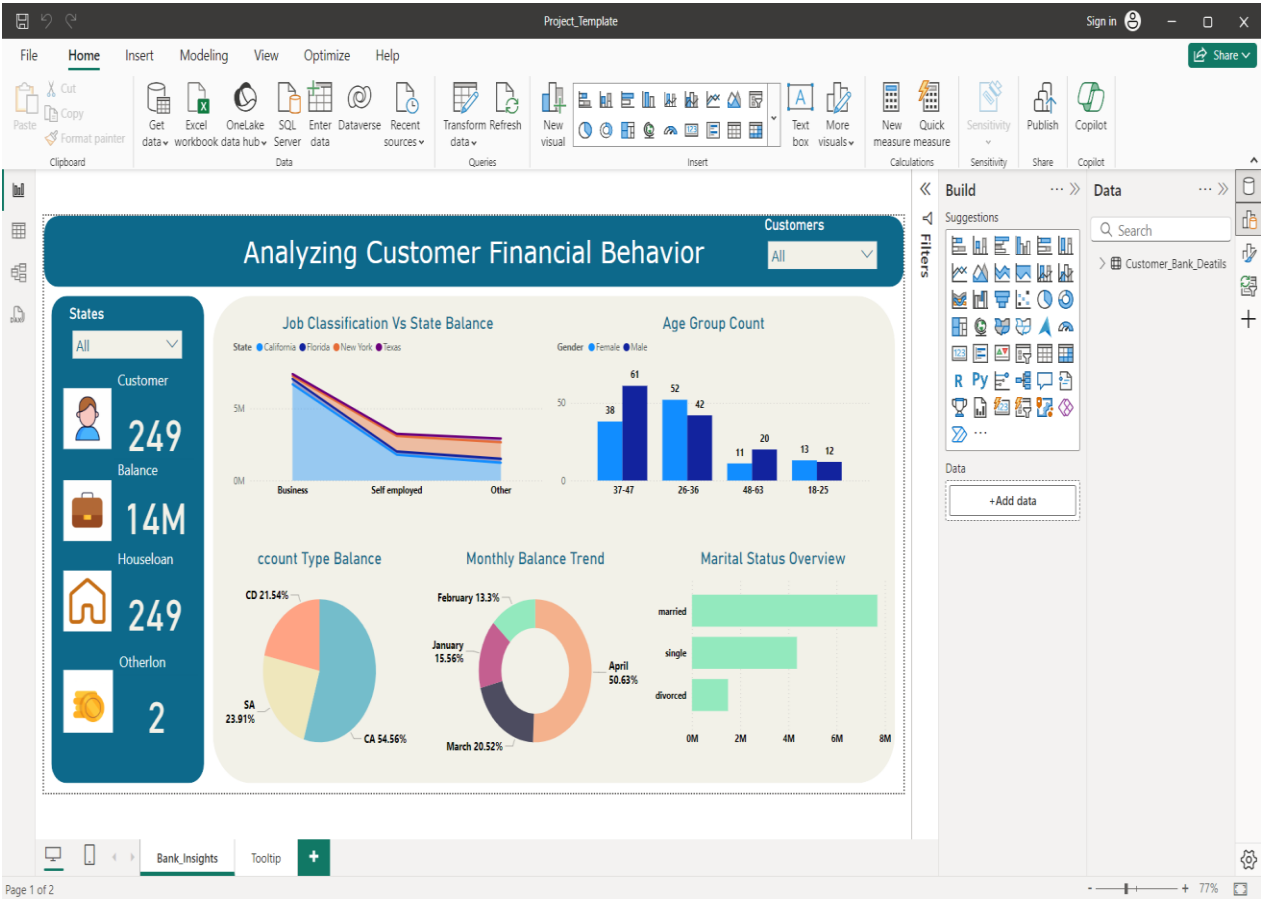 Project_Template
Sign in
File Home Insert Modeling View Optimize Help
Share
Paste
Cut
Copy
Format painter
Clipboard
Get data
Excel workbook
OneLake data hub
SQL Server
Enter data
Dataverse
Recent sources
Data
Transform data
Refresh
Queries
New visual
Text box
More visuals
Insert
New measure
Quick measure
Calculations
Sensitivity
Sensitivity
Publish
Share
Copilot
Copilot
Analyzing Customer Financial Behavior
Customers
All
States
All
Customer
249
Balance
14M
Houseloan
249
Otherlon
2
Job Classification Vs State Balance
State California Florida New York Texas
5M
0M
Business Self employed Other
Age Group Count
Gender Female Male
50
0
38 61 52 42 11 20 13 12
37-47 26-36 48-63 18-25
ccount Type Balance
CD 21.54%
SA
23.91%
CA 54.56%
Monthly Balance Trend
February 13.3%
January
15.56%
April
50.63%
March 20.52%
Marital Status Overview
married
single
divorced
0M 2M 4M 6M 8M
Filters
Build
Suggestions
123
R Py
123
Data
+Add data
Data
Search
Customer_Bank_Deatils
Bank_Insights
Tooltip
+
Page 1 of 2
- + 77%